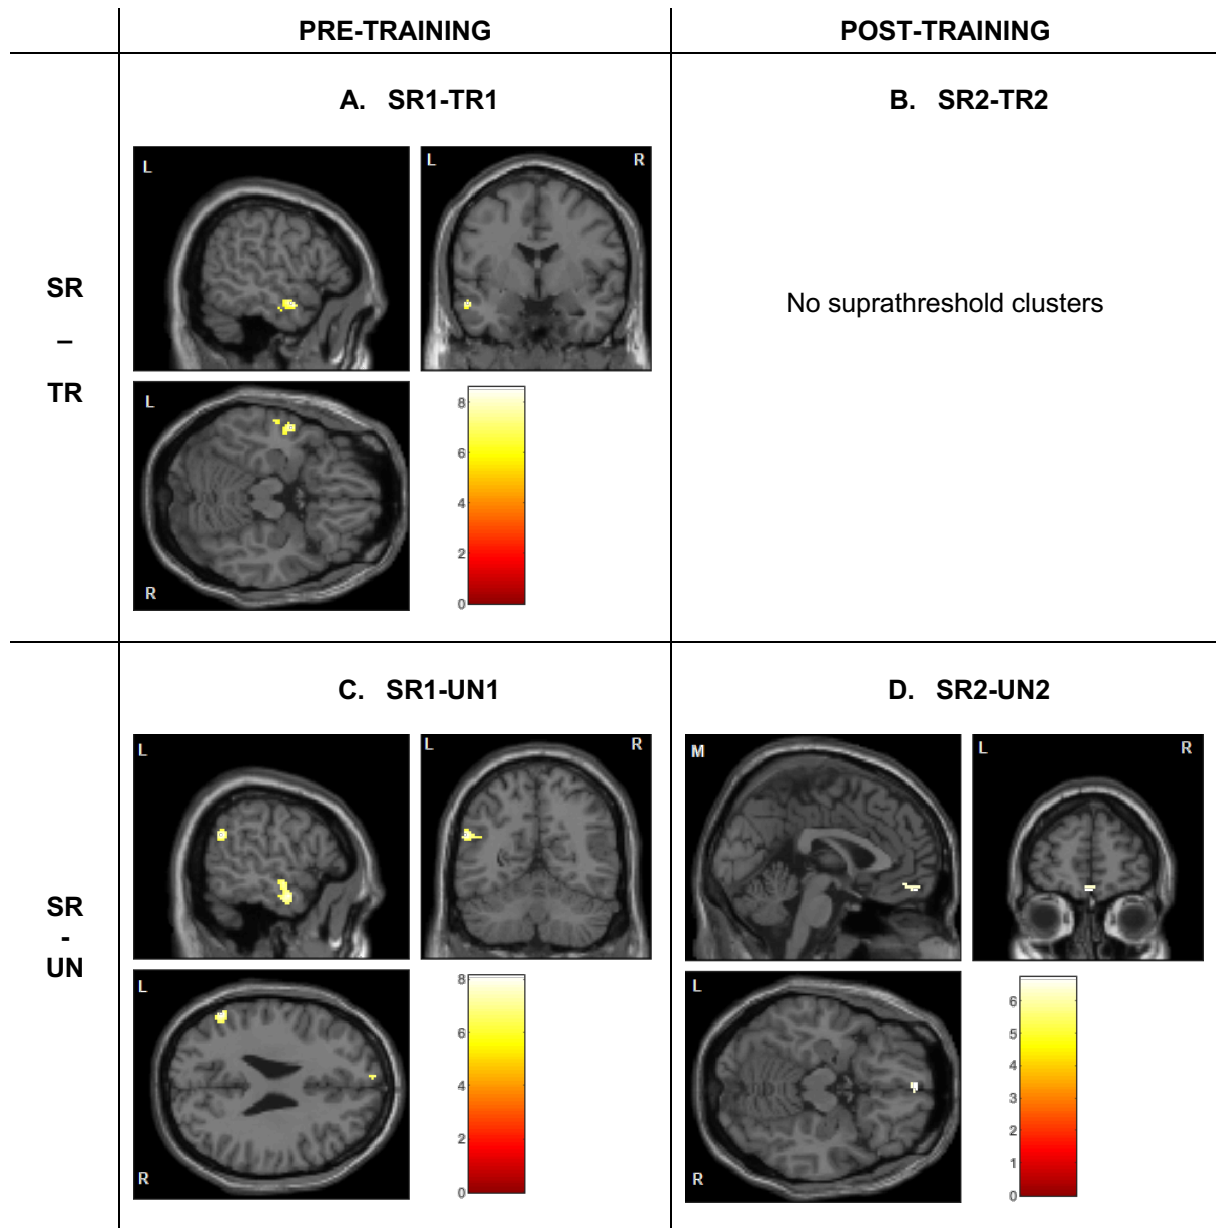 PRE-TRAINING
POST-TRAINING
SR
–
TR
A. SR1-TR1
L
L R
L
R
8
6
4
2
0
B. SR2-TR2
No suprathreshold clusters
SR
-
UN
C. SR1-UN1
L
L R
L
R
8
6
4
2
0
D. SR2-UN2
M
L R
L
R
6
5
4
3
2
1
0